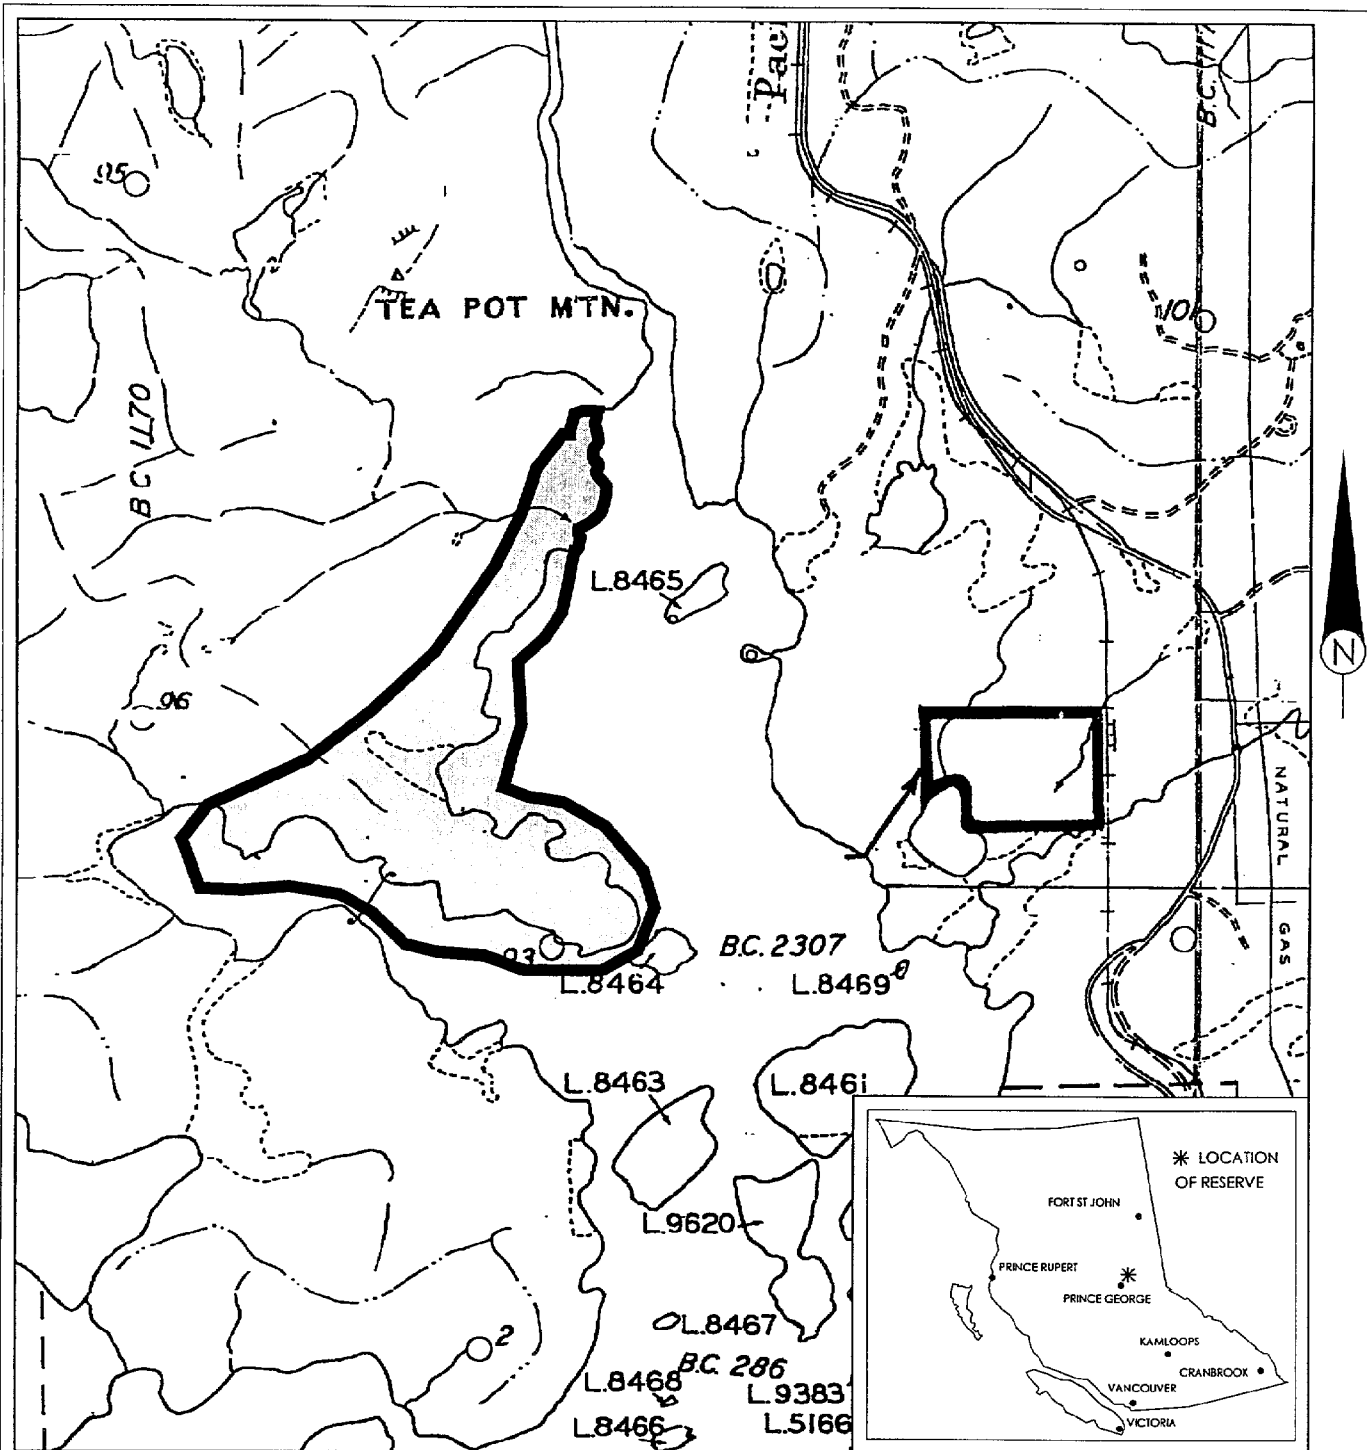 Paci
B.C. 1177
95
TEA POT MTN.
101
B C 1170
L.8465
N
96
NATURAL
GAS
93
B.C. 2307
L.8464
L.8469
L.8463
L.8461
L.9620
2
L.8467
B.C. 286
L.8468
L.9383
L.8466
L.5166
* LOCATION
OF RESERVE
FORT ST JOHN
PRINCE RUPERT
PRINCE GEORGE
KAMLOOPS
CRANBROOK
VANCOUVER
VICTORIA